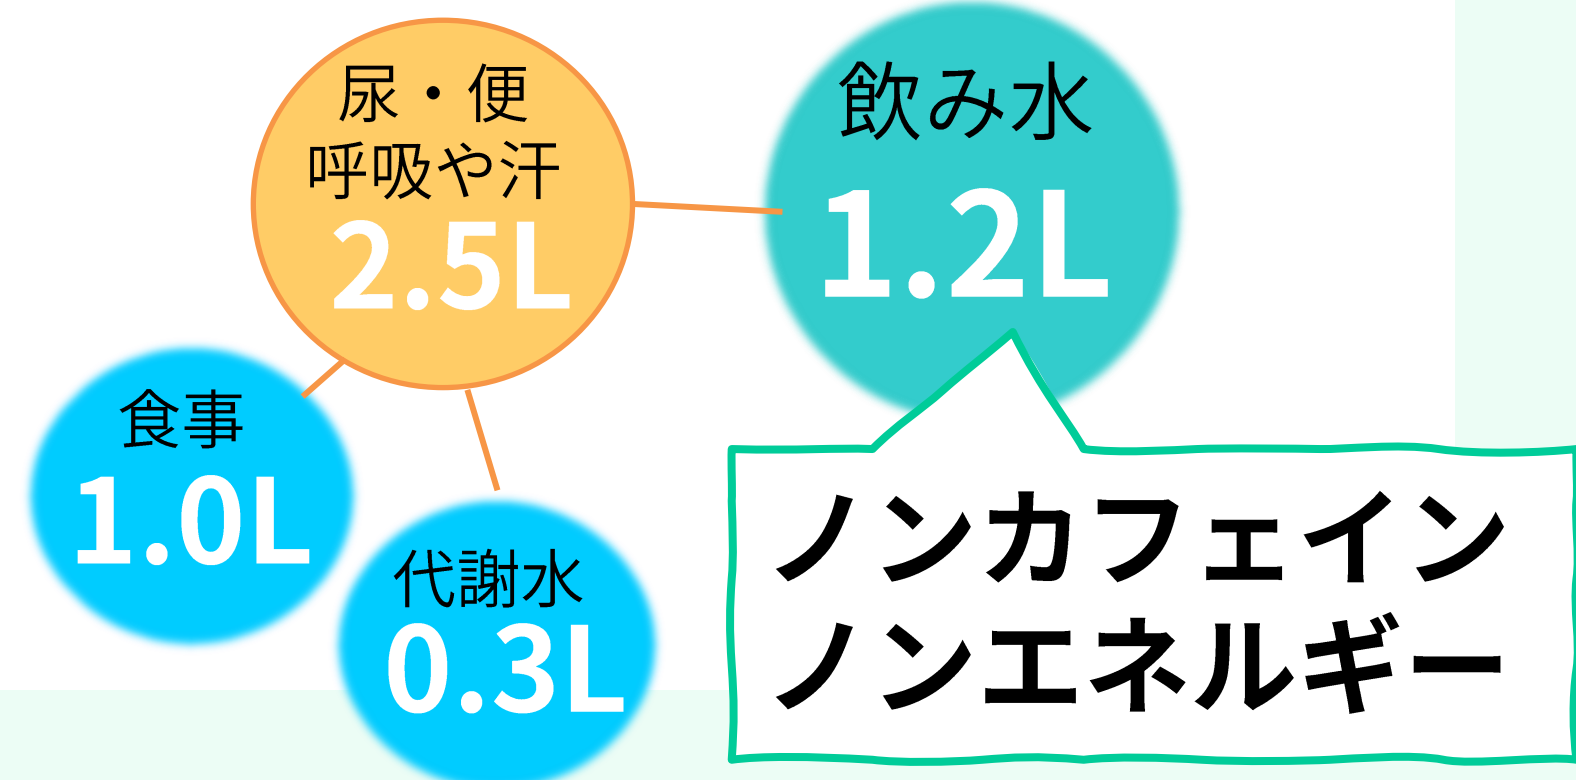 尿・便
呼吸や汗
2.5L
飲み水
1.2L
食事
1.0L
代謝水
0.3L
ノンカフェイン
ノンエネルギー